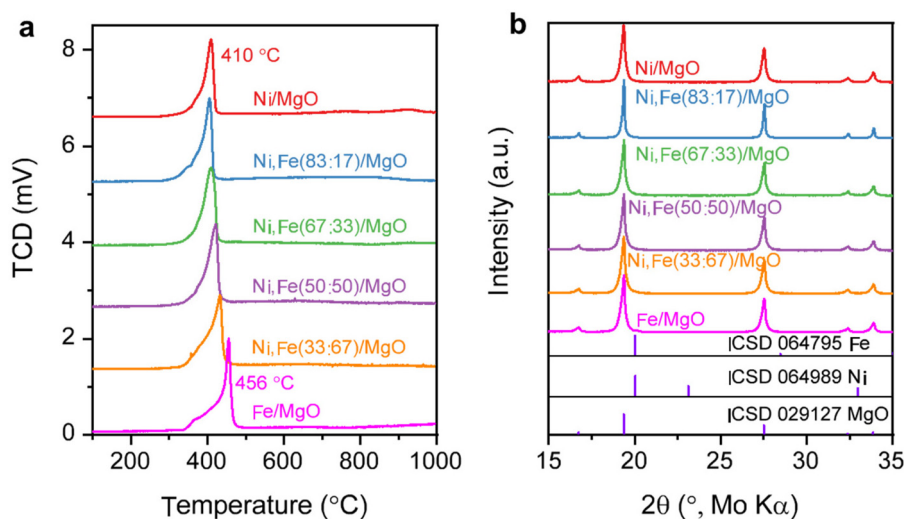 a
8
6
4
2
0
TCD (mV)
410 °C
Ni/MgO
Ni,Fe(83:17)/MgO
Ni,Fe(67:33)/MgO
Ni,Fe(50:50)/MgO
Ni,Fe(33:67)/MgO
456 °C
Fe/MgO
200 400 600 800 1000
Temperature (°C)
b
Intensity (a.u.)
Ni/MgO
Ni,Fe(83:17)/MgO
Ni,Fe(67:33)/MgO
Ni,Fe(50:50)/MgO
Ni,Fe(33:67)/MgO
Fe/MgO
ICSD 064795 Fe
ICSD 064989 Ni
ICSD 029127 MgO
15 20 25 30 35
2θ (°, Mo Kα)